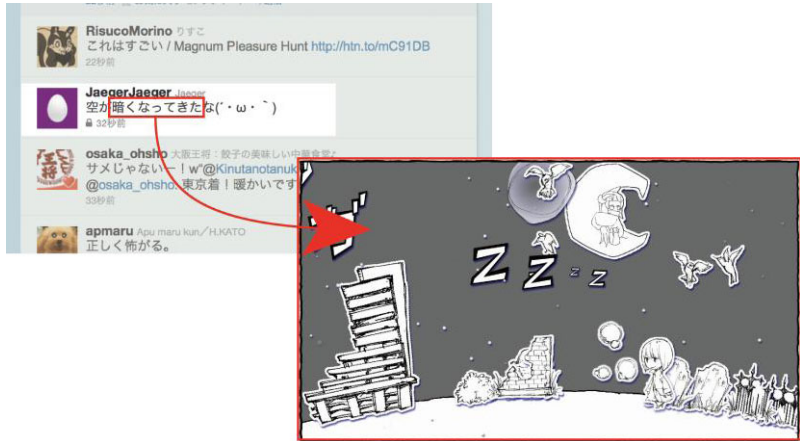 RisucoMorino りすこ
これはすごい / Magnum Pleasure Hunt http://htn.to/mC91DB
22秒前
JaegerJaeger Jaeger
空が暗くなってきたな(´・ω・｀)
32秒前
osaka_ohsho 大阪王将：餃子の美味しい中華食堂♪
サメじゃないー！w"@Kinutanotanuk
@osaka_ohsho: 東京着！暖かいです
33秒前
apmaru Apu maru kun／H.KATO
正しく怖がる。
Z Z z z